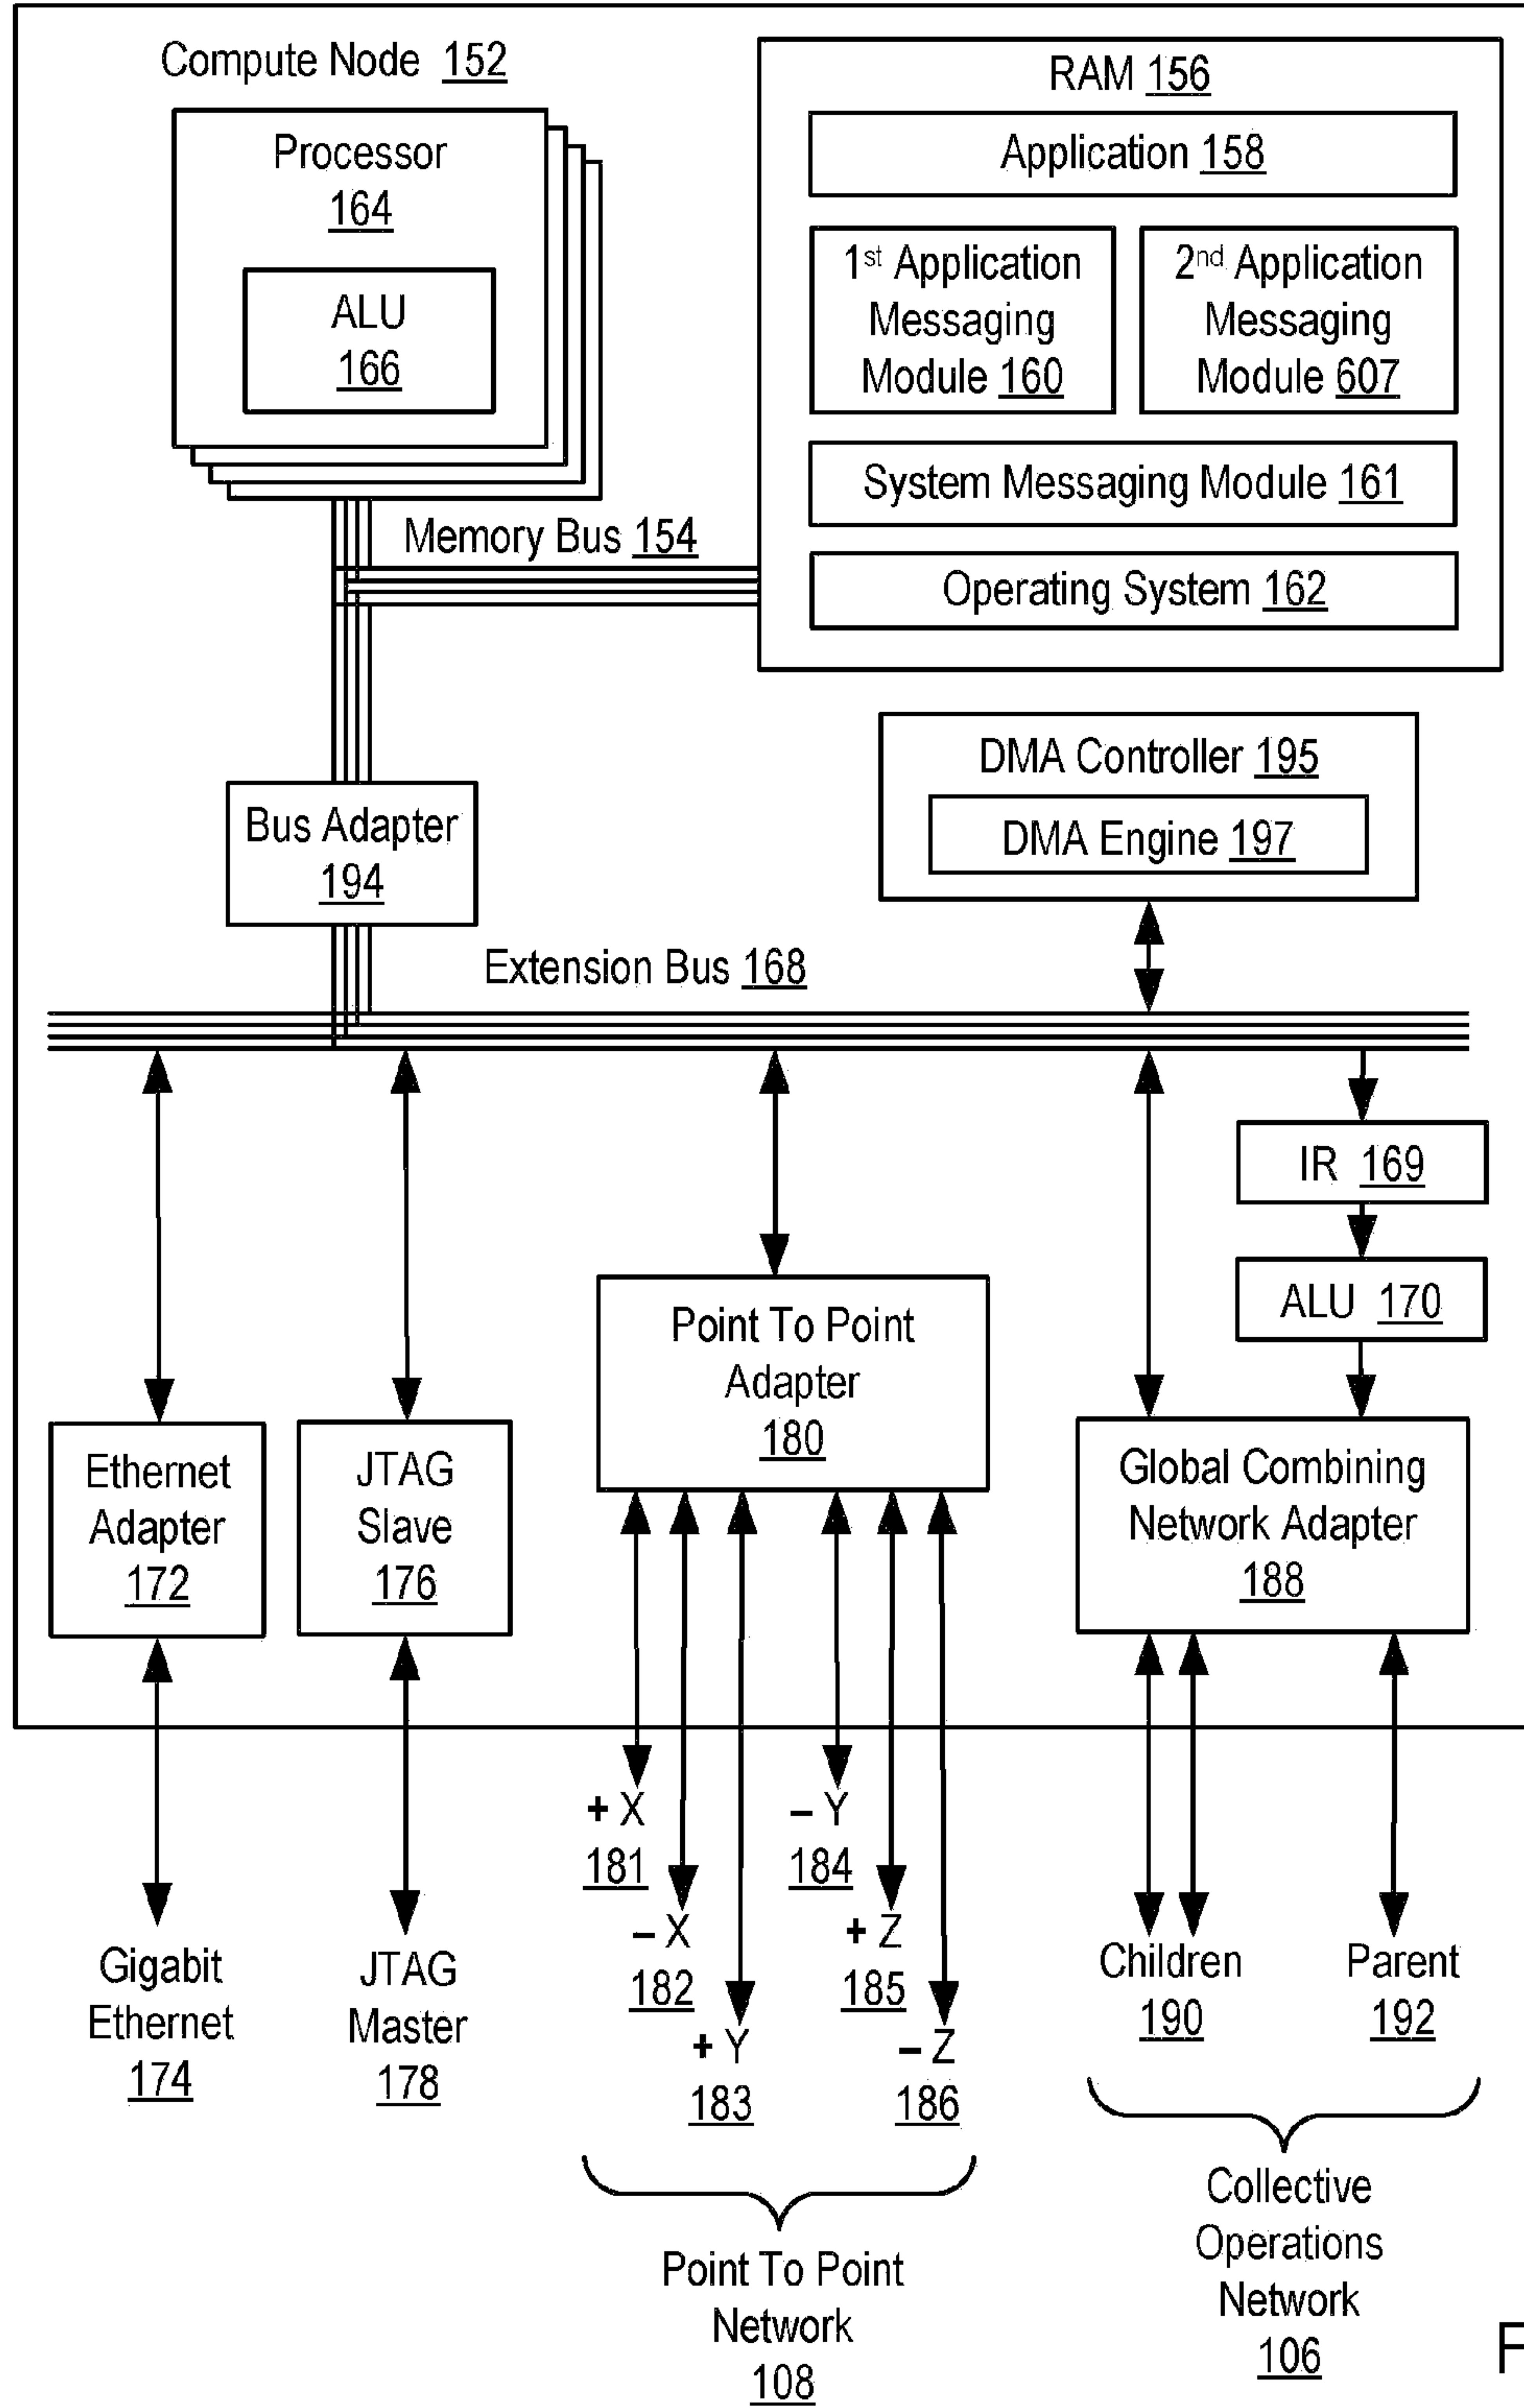 Compute Node 152
Processor
164
ALU
166
RAM 156
Application 158
1st Application
Messaging
Module 160
2nd Application
Messaging
Module 607
System Messaging Module 161
Operating System 162
Memory Bus 154
DMA Controller 195
DMA Engine 197
Bus Adapter
194
Extension Bus 168
IR 169
ALU 170
Point To Point
Adapter
180
Ethernet
Adapter
172
JTAG
Slave
176
Global Combining
Network Adapter
188
+ X
181
– X
182
+ Y
183
– Y
184
+ Z
185
– Z
186
Gigabit
Ethernet
174
JTAG
Master
178
Children
190
Parent
192
Point To Point
Network
108
Collective
Operations
Network
106
F